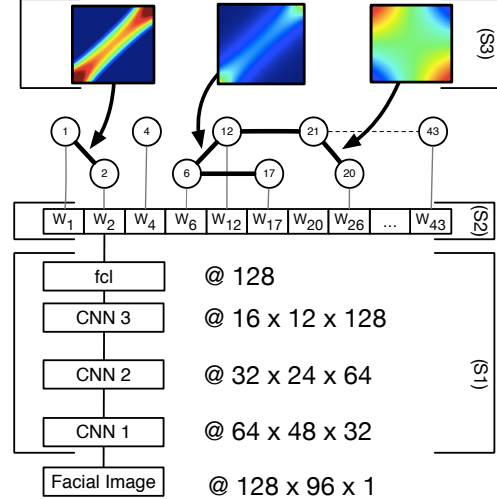 (S3)
1
4
12
21
43
2
6
17
20
W1 W2 W4 W6 W12 W17 W20 W26 ... W43
(S2)
fcl @ 128
CNN 3 @ 16 x 12 x 128
CNN 2 @ 32 x 24 x 64
(S1)
CNN 1 @ 64 x 48 x 32
Facial Image @ 128 x 96 x 1